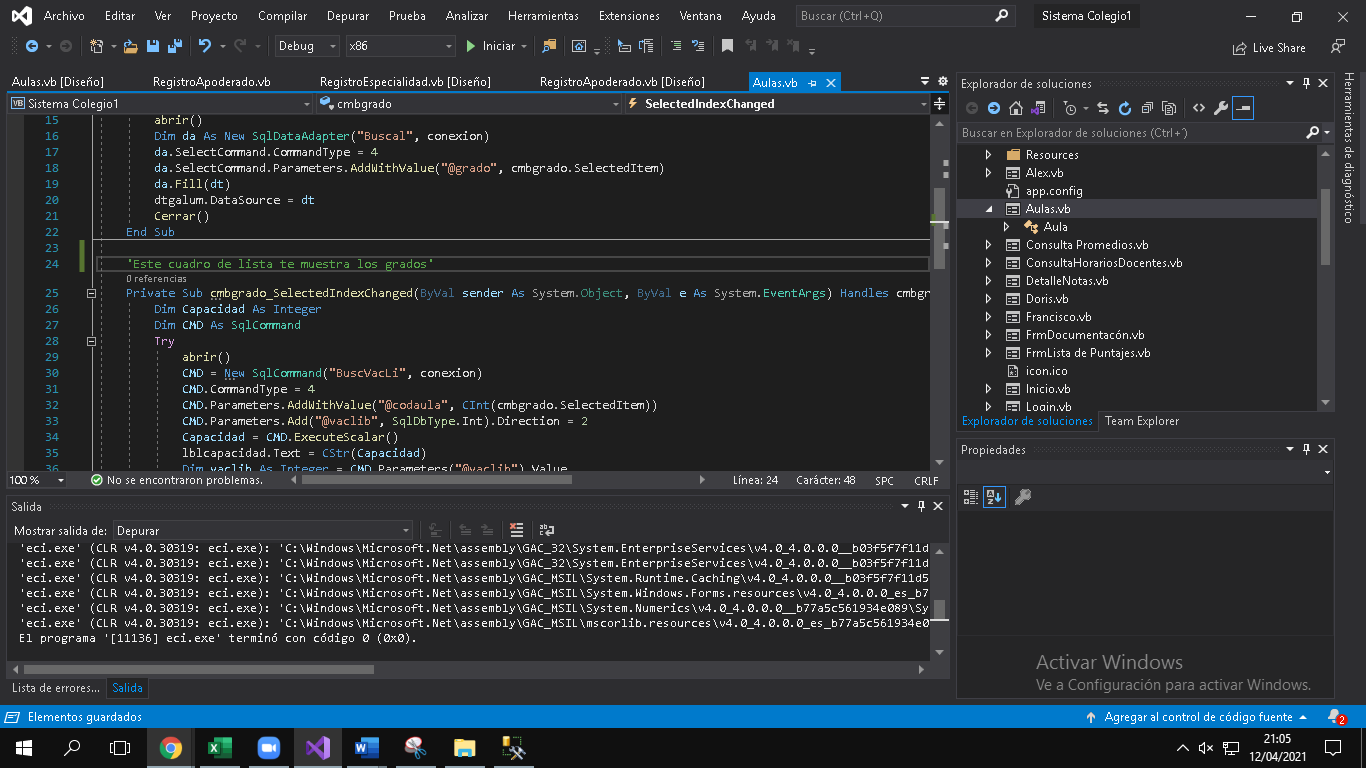 Archivo Editar Ver Proyecto Compilar Depurar Prueba Analizar Herramientas Extensiones Ventana Ayuda Buscar (Ctrl+Q) Sistema Colegio1
Debug x86 Iniciar Live Share
Aulas.vb [Diseño] RegistroApoderado.vb RegistroEspecialidad.vb [Diseño] RegistroApoderado.vb [Diseño] Aulas.vb
VB Sistema Colegio1 cmbgrado SelectedIndexChanged
15 abrir()
16 Dim da As New SqlDataAdapter("Buscal", conexion)
17 da.SelectCommand.CommandType = 4
18 da.SelectCommand.Parameters.AddWithValue("@grado", cmbgrado.SelectedItem)
19 da.Fill(dt)
20 dtgalum.DataSource = dt
21 Cerrar()
22 End Sub
23
24 'Este cuadro de lista te muestra los grados'
0 referencias
25 Private Sub cmbgrado_SelectedIndexChanged(ByVal sender As System.Object, ByVal e As System.EventArgs) Handles cmbgr
26 Dim Capacidad As Integer
27 Dim CMD As SqlCommand
28 Try
29 abrir()
30 CMD = New SqlCommand("BuscVacLi", conexion)
31 CMD.CommandType = 4
32 CMD.Parameters.AddWithValue("@codaula", CInt(cmbgrado.SelectedItem))
33 CMD.Parameters.Add("@vaclib", SqlDbType.Int).Direction = 2
34 Capacidad = CMD.ExecuteScalar()
35 lblcapacidad.Text = CStr(Capacidad)
36 Dim vaclib As Integer = CMD.Parameters("@vaclib").Value
100 % No se encontraron problemas. Línea: 24 Carácter: 48 SPC CRLF
Salida
Mostrar salida de: Depurar
'eci.exe' (CLR v4.0.30319: eci.exe): 'C:\Windows\Microsoft.Net\assembly\GAC_32\System.EnterpriseServices\v4.0_4.0.0.0__b03f5f7f11d
'eci.exe' (CLR v4.0.30319: eci.exe): 'C:\Windows\Microsoft.Net\assembly\GAC_32\System.EnterpriseServices\v4.0_4.0.0.0__b03f5f7f11d
'eci.exe' (CLR v4.0.30319: eci.exe): 'C:\Windows\Microsoft.Net\assembly\GAC_MSIL\System.Runtime.Caching\v4.0_4.0.0.0__b03f5f7f11d5
'eci.exe' (CLR v4.0.30319: eci.exe): 'C:\Windows\Microsoft.Net\assembly\GAC_MSIL\System.Windows.Forms.resources\v4.0_4.0.0.0_es_b7
'eci.exe' (CLR v4.0.30319: eci.exe): 'C:\Windows\Microsoft.Net\assembly\GAC_MSIL\System.Numerics\v4.0_4.0.0.0__b77a5c561934e089\Sy
'eci.exe' (CLR v4.0.30319: eci.exe): 'C:\Windows\Microsoft.Net\assembly\GAC_MSIL\mscorlib.resources\v4.0_4.0.0.0_es_b77a5c561934e0
El programa '[11136] eci.exe' terminó con código 0 (0x0).
Lista de errores... Salida
Explorador de soluciones
Buscar en Explorador de soluciones (Ctrl+´)
Resources
Alex.vb
app.config
Aulas.vb
Aula
Consulta Promedios.vb
ConsultaHorariosDocentes.vb
DetalleNotas.vb
Doris.vb
Francisco.vb
FrmDocumentacón.vb
FrmLista de Puntajes.vb
icon.ico
Inicio.vb
Login.vb
Explorador de soluciones Team Explorer
Propiedades
Herramientas de diagnóstico
Activar Windows
Ve a Configuración para activar Windows.
Elementos guardados Agregar al control de código fuente 2
21:05
12/04/2021